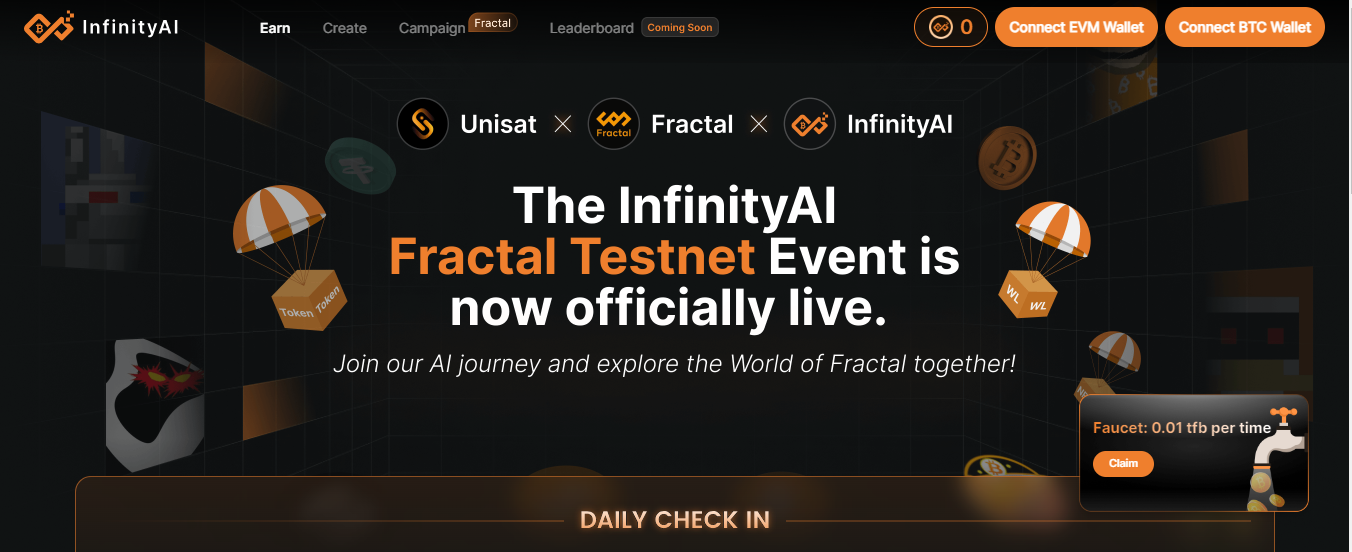 InfinityAI
Earn
Create
Campaign
Fractal
Leaderboard
Coming Soon
0
Connect EVM Wallet
Connect BTC Wallet
Unisat
Fractal
Fractal
InfinityAI
The InfinityAI
Fractal Testnet Event is
now officially live.
Join our AI journey and explore the World of Fractal together!
Token
Token
WL
WL
Faucet: 0.01 tfb per time
Claim
DAILY CHECK IN